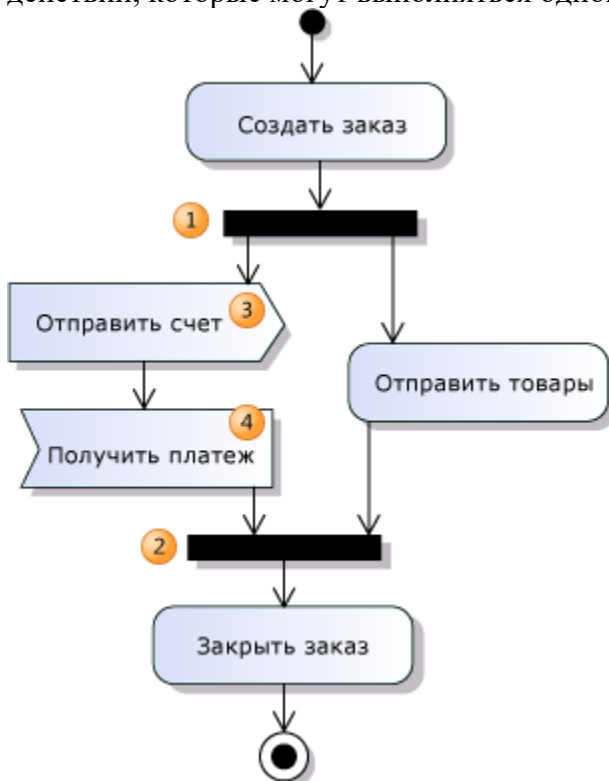 действий, которые могут выполняться одно
Создать заказ
1
3
Отправить счет
Отправить товары
4
Получить платеж
2
Закрыть заказ